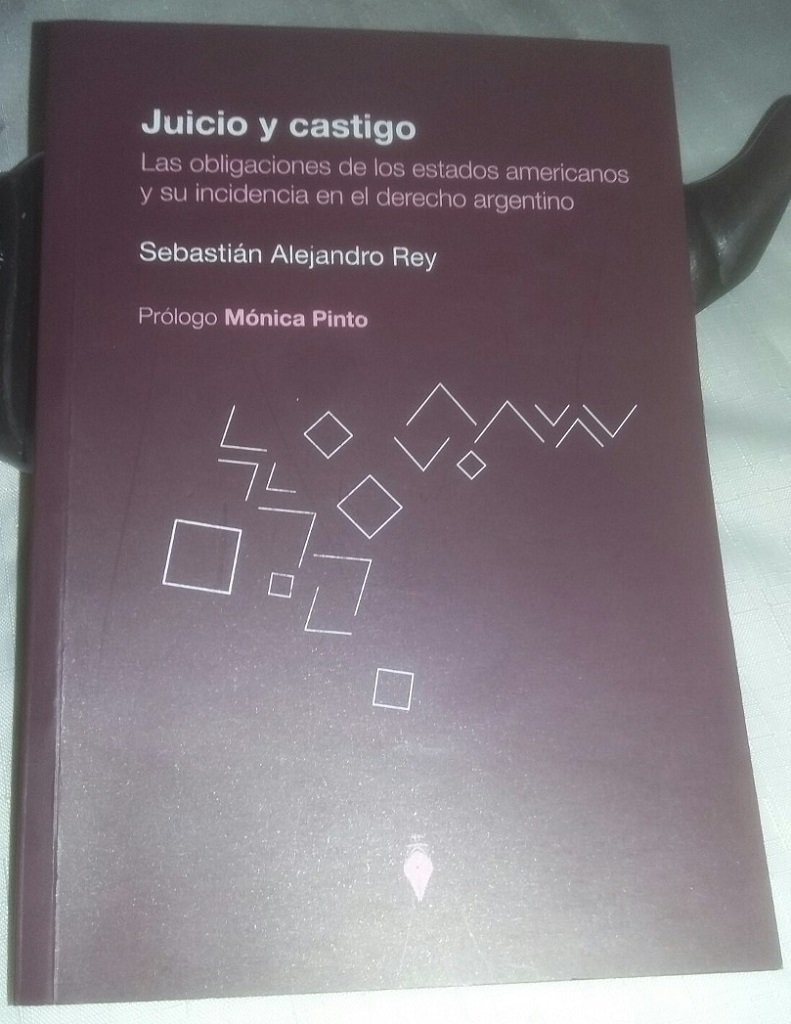 Juicio y castigo
Las obligaciones de los estados americanos
y su incidencia en el derecho argentino
Sebastián Alejandro Rey
Prólogo Mónica Pinto